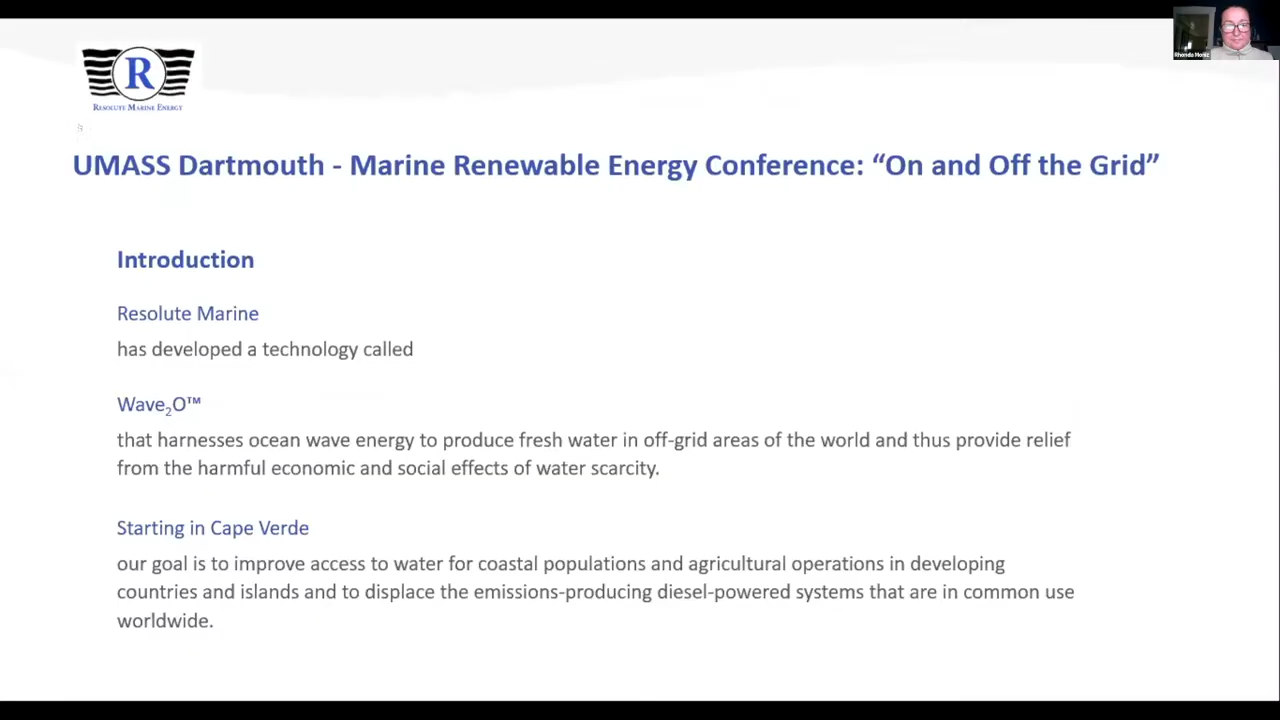 Rhonda Moniz
R
RESOLUTE MARINE ENERGY
UMASS Dartmouth - Marine Renewable Energy Conference: “On and Off the Grid”
Introduction
Resolute Marine
has developed a technology called
Wave₂O™
that harnesses ocean wave energy to produce fresh water in off-grid areas of the world and thus provide relief
from the harmful economic and social effects of water scarcity.
Starting in Cape Verde
our goal is to improve access to water for coastal populations and agricultural operations in developing
countries and islands and to displace the emissions-producing diesel-powered systems that are in common use
worldwide.